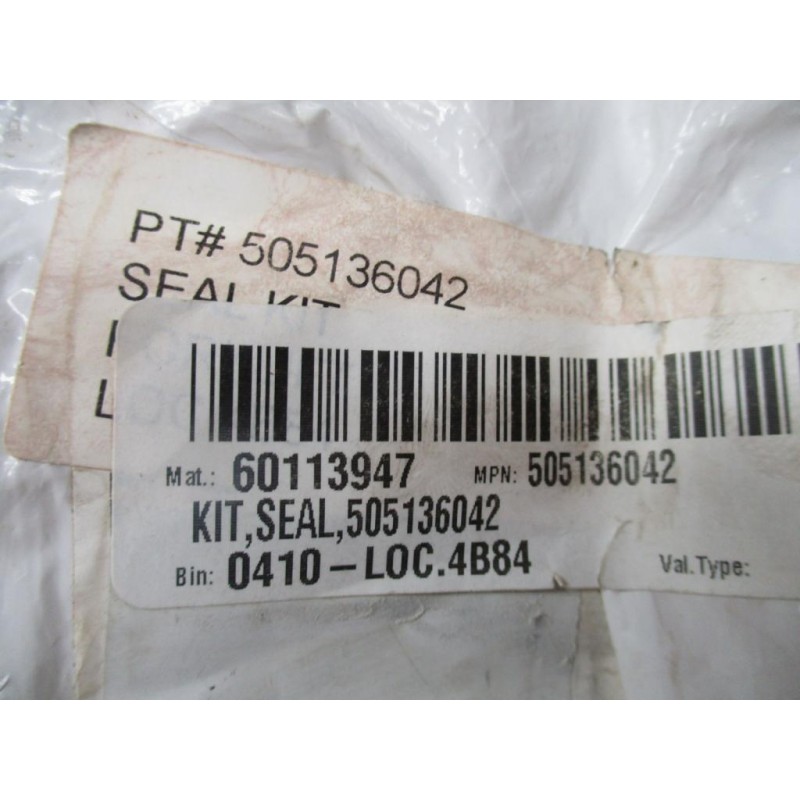 PT# 505136042
SEAL KIT
L
Mat.: 60113947 MPN: 505136042
KIT,SEAL,505136042
Bin: 0410-LOC.4B84 Val.Type: